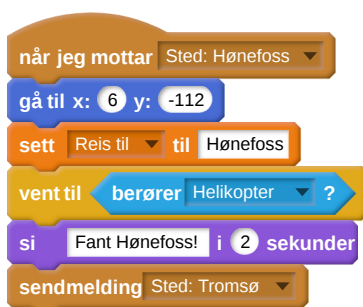 når jeg mottar Sted: Hønefoss
gå til x: 6 y: -112
sett Reis til til Hønefoss
vent til berører Helikopter ?
si Fant Hønefoss! i 2 sekunder
sendmelding Sted: Tromsø